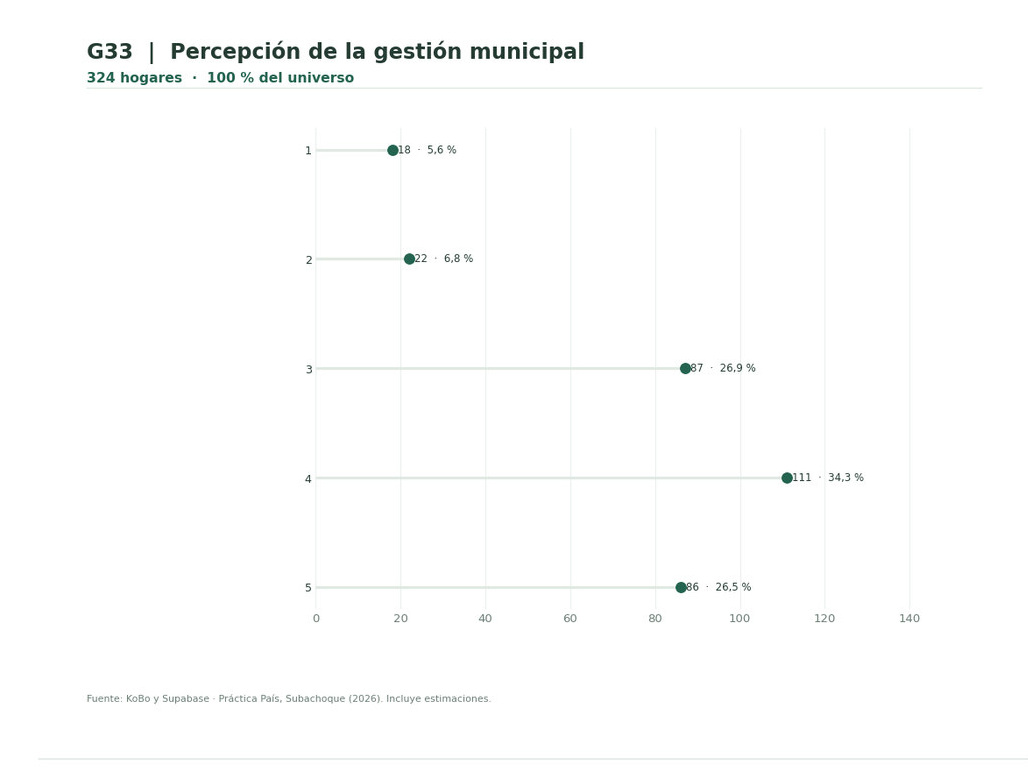 G33 | Percepción de la gestión municipal
324 hogares · 100 % del universo
1 18 · 5,6 %
2 22 · 6,8 %
3 87 · 26,9 %
4 111 · 34,3 %
5 86 · 26,5 %
0 20 40 60 80 100 120 140
Fuente: KoBo y Supabase · Práctica País, Subachoque (2026). Incluye estimaciones.